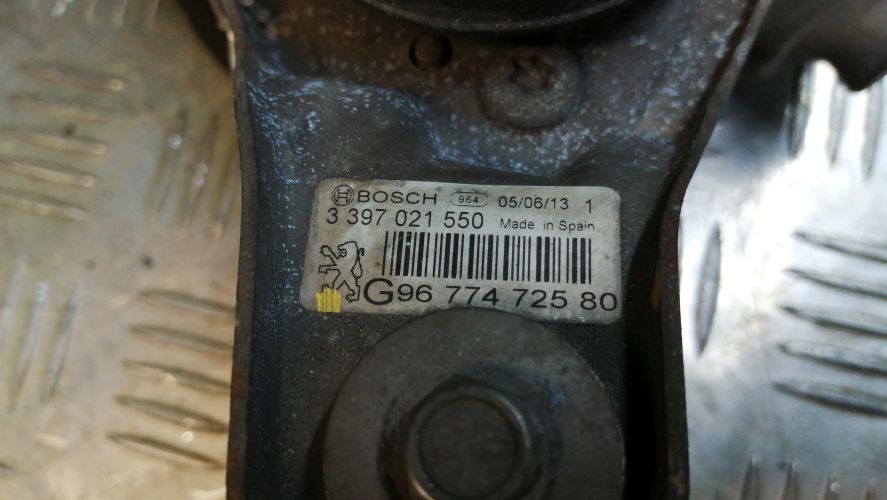 BOSCH 964 05/06/13 1
3 397 021 550 Made in Spain
G96 774 725 80